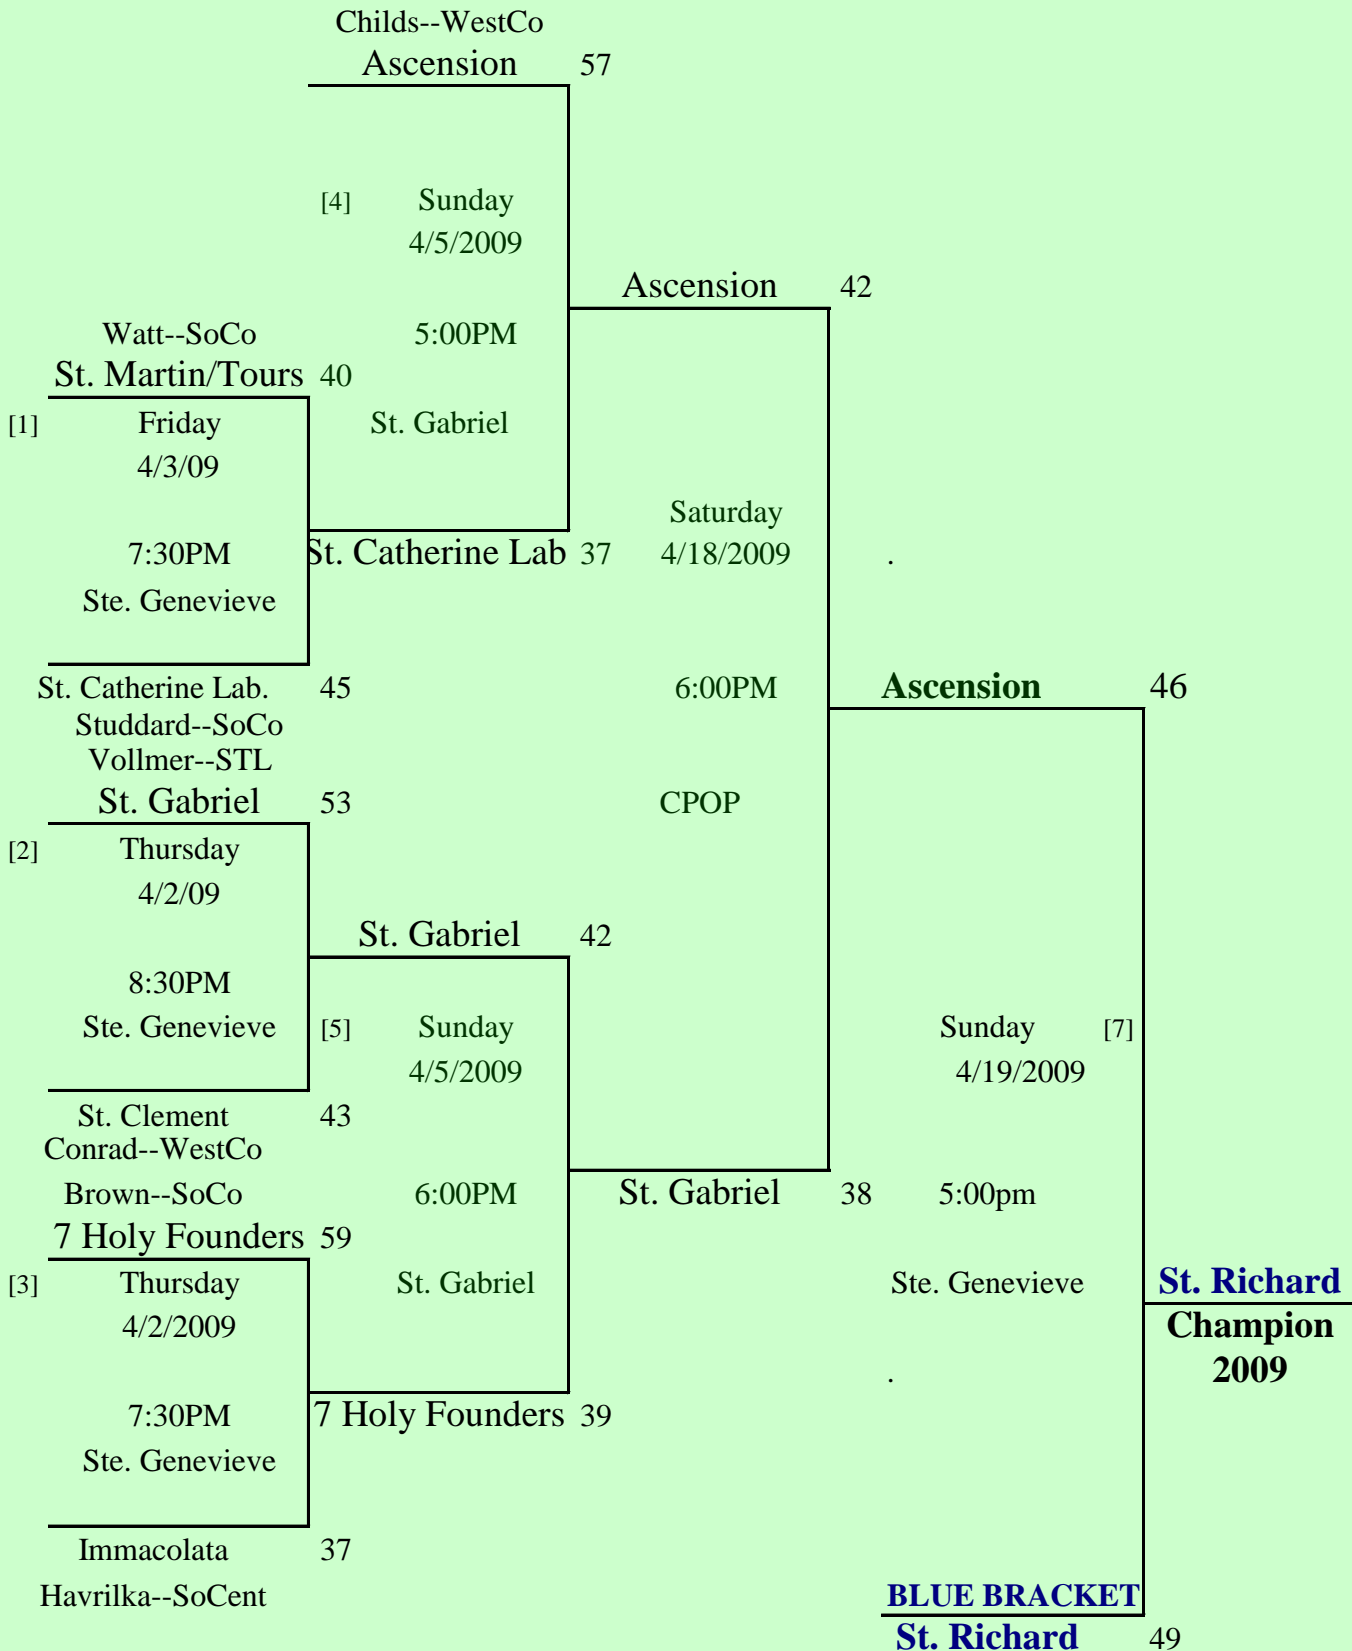 Childs--WestCo
Ascension 57
[4] Sunday
4/5/2009
Ascension 42
Watt--SoCo 5:00PM
St. Martin/Tours 40
[1] Friday St. Gabriel
4/3/09
Saturday
7:30PM St. Catherine Lab 37 4/18/2009 .
Ste. Genevieve
St. Catherine Lab. 45 6:00PM Ascension 46
Studdard--SoCo
Vollmer--STL
St. Gabriel 53 CPOP
[2] Thursday
4/2/09
St. Gabriel 42
8:30PM
Ste. Genevieve [5] Sunday Sunday [7]
4/5/2009 4/19/2009
St. Clement 43
Conrad--WestCo
Brown--SoCo 6:00PM St. Gabriel 38 5:00pm
7 Holy Founders 59
[3] Thursday St. Gabriel Ste. Genevieve St. Richard
4/2/2009 Champion
. 2009
7:30PM 7 Holy Founders 39
Ste. Genevieve
Immacolata 37
Havrilka--SoCent BLUE BRACKET
St. Richard 49